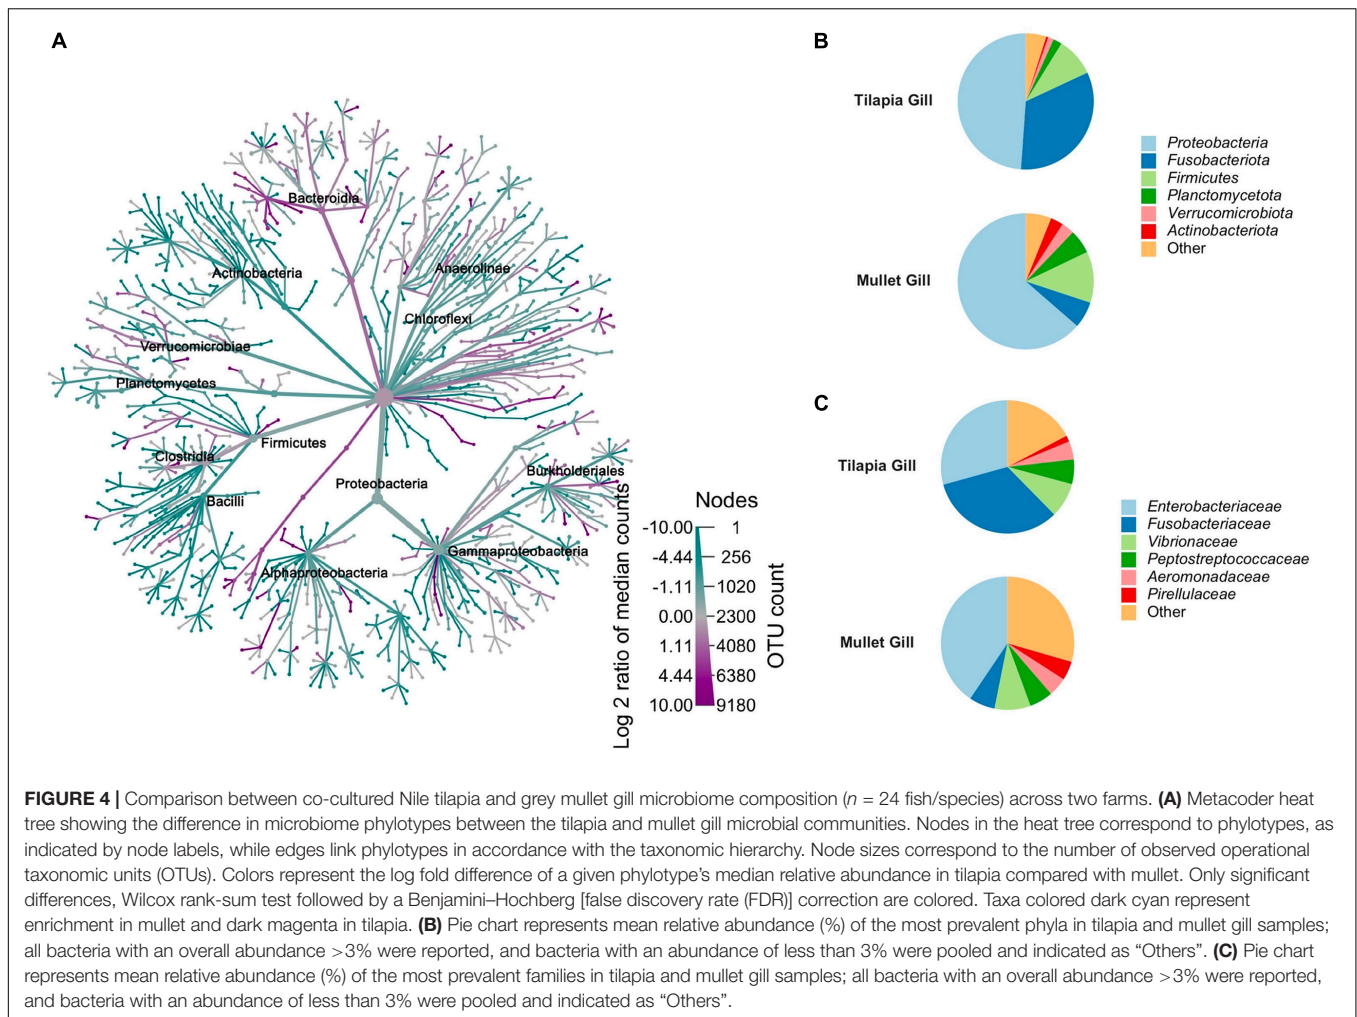 A
Bacteroidia
Actinobacteria
Anaerolinae
Chloroflexi
Verrucomicrobiae
Planctomycetes
Firmicutes
Clostridia
Bacilli
Proteobacteria
Burkholderiales
Gammaproteobacteria
Alphaproteobacteria
Log 2 ratio of median counts
Nodes
-10.00 1
-4.44 256
-1.11 1020
0.00 2300
1.11 4080
4.44 6380
10.00 9180
OTU count
B
Tilapia Gill
Mullet Gill
Proteobacteria
Fusobacteriota
Firmicutes
Planctomycetota
Verrucomicrobiota
Actinobacteriota
Other
C
Tilapia Gill
Mullet Gill
Enterobacteriaceae
Fusobacteriaceae
Vibrionaceae
Peptostreptococcaceae
Aeromonadaceae
Pirellulaceae
Other
FIGURE 4 | Comparison between co-cultured Nile tilapia and grey mullet gill microbiome composition (n = 24 fish/species) across two farms. (A) Metacoder heat
tree showing the difference in microbiome phylotypes between the tilapia and mullet gill microbial communities. Nodes in the heat tree correspond to phylotypes, as
indicated by node labels, while edges link phylotypes in accordance with the taxonomic hierarchy. Node sizes correspond to the number of observed operational
taxonomic units (OTUs). Colors represent the log fold difference of a given phylotype's median relative abundance in tilapia compared with mullet. Only significant
differences, Wilcox rank-sum test followed by a Benjamini–Hochberg [false discovery rate (FDR)] correction are colored. Taxa colored dark cyan represent
enrichment in mullet and dark magenta in tilapia. (B) Pie chart represents mean relative abundance (%) of the most prevalent phyla in tilapia and mullet gill samples;
all bacteria with an overall abundance >3% were reported, and bacteria with an abundance of less than 3% were pooled and indicated as "Others". (C) Pie chart
represents mean relative abundance (%) of the most prevalent families in tilapia and mullet gill samples; all bacteria with an overall abundance >3% were reported,
and bacteria with an abundance of less than 3% were pooled and indicated as "Others".